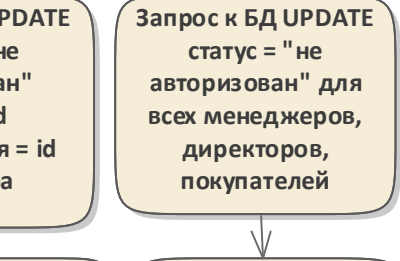 PDATE
не
ан"
d
я = id
а
Запрос к БД UPDATE
статус = "не
авторизован" для
всех менеджеров,
директоров,
покупателей